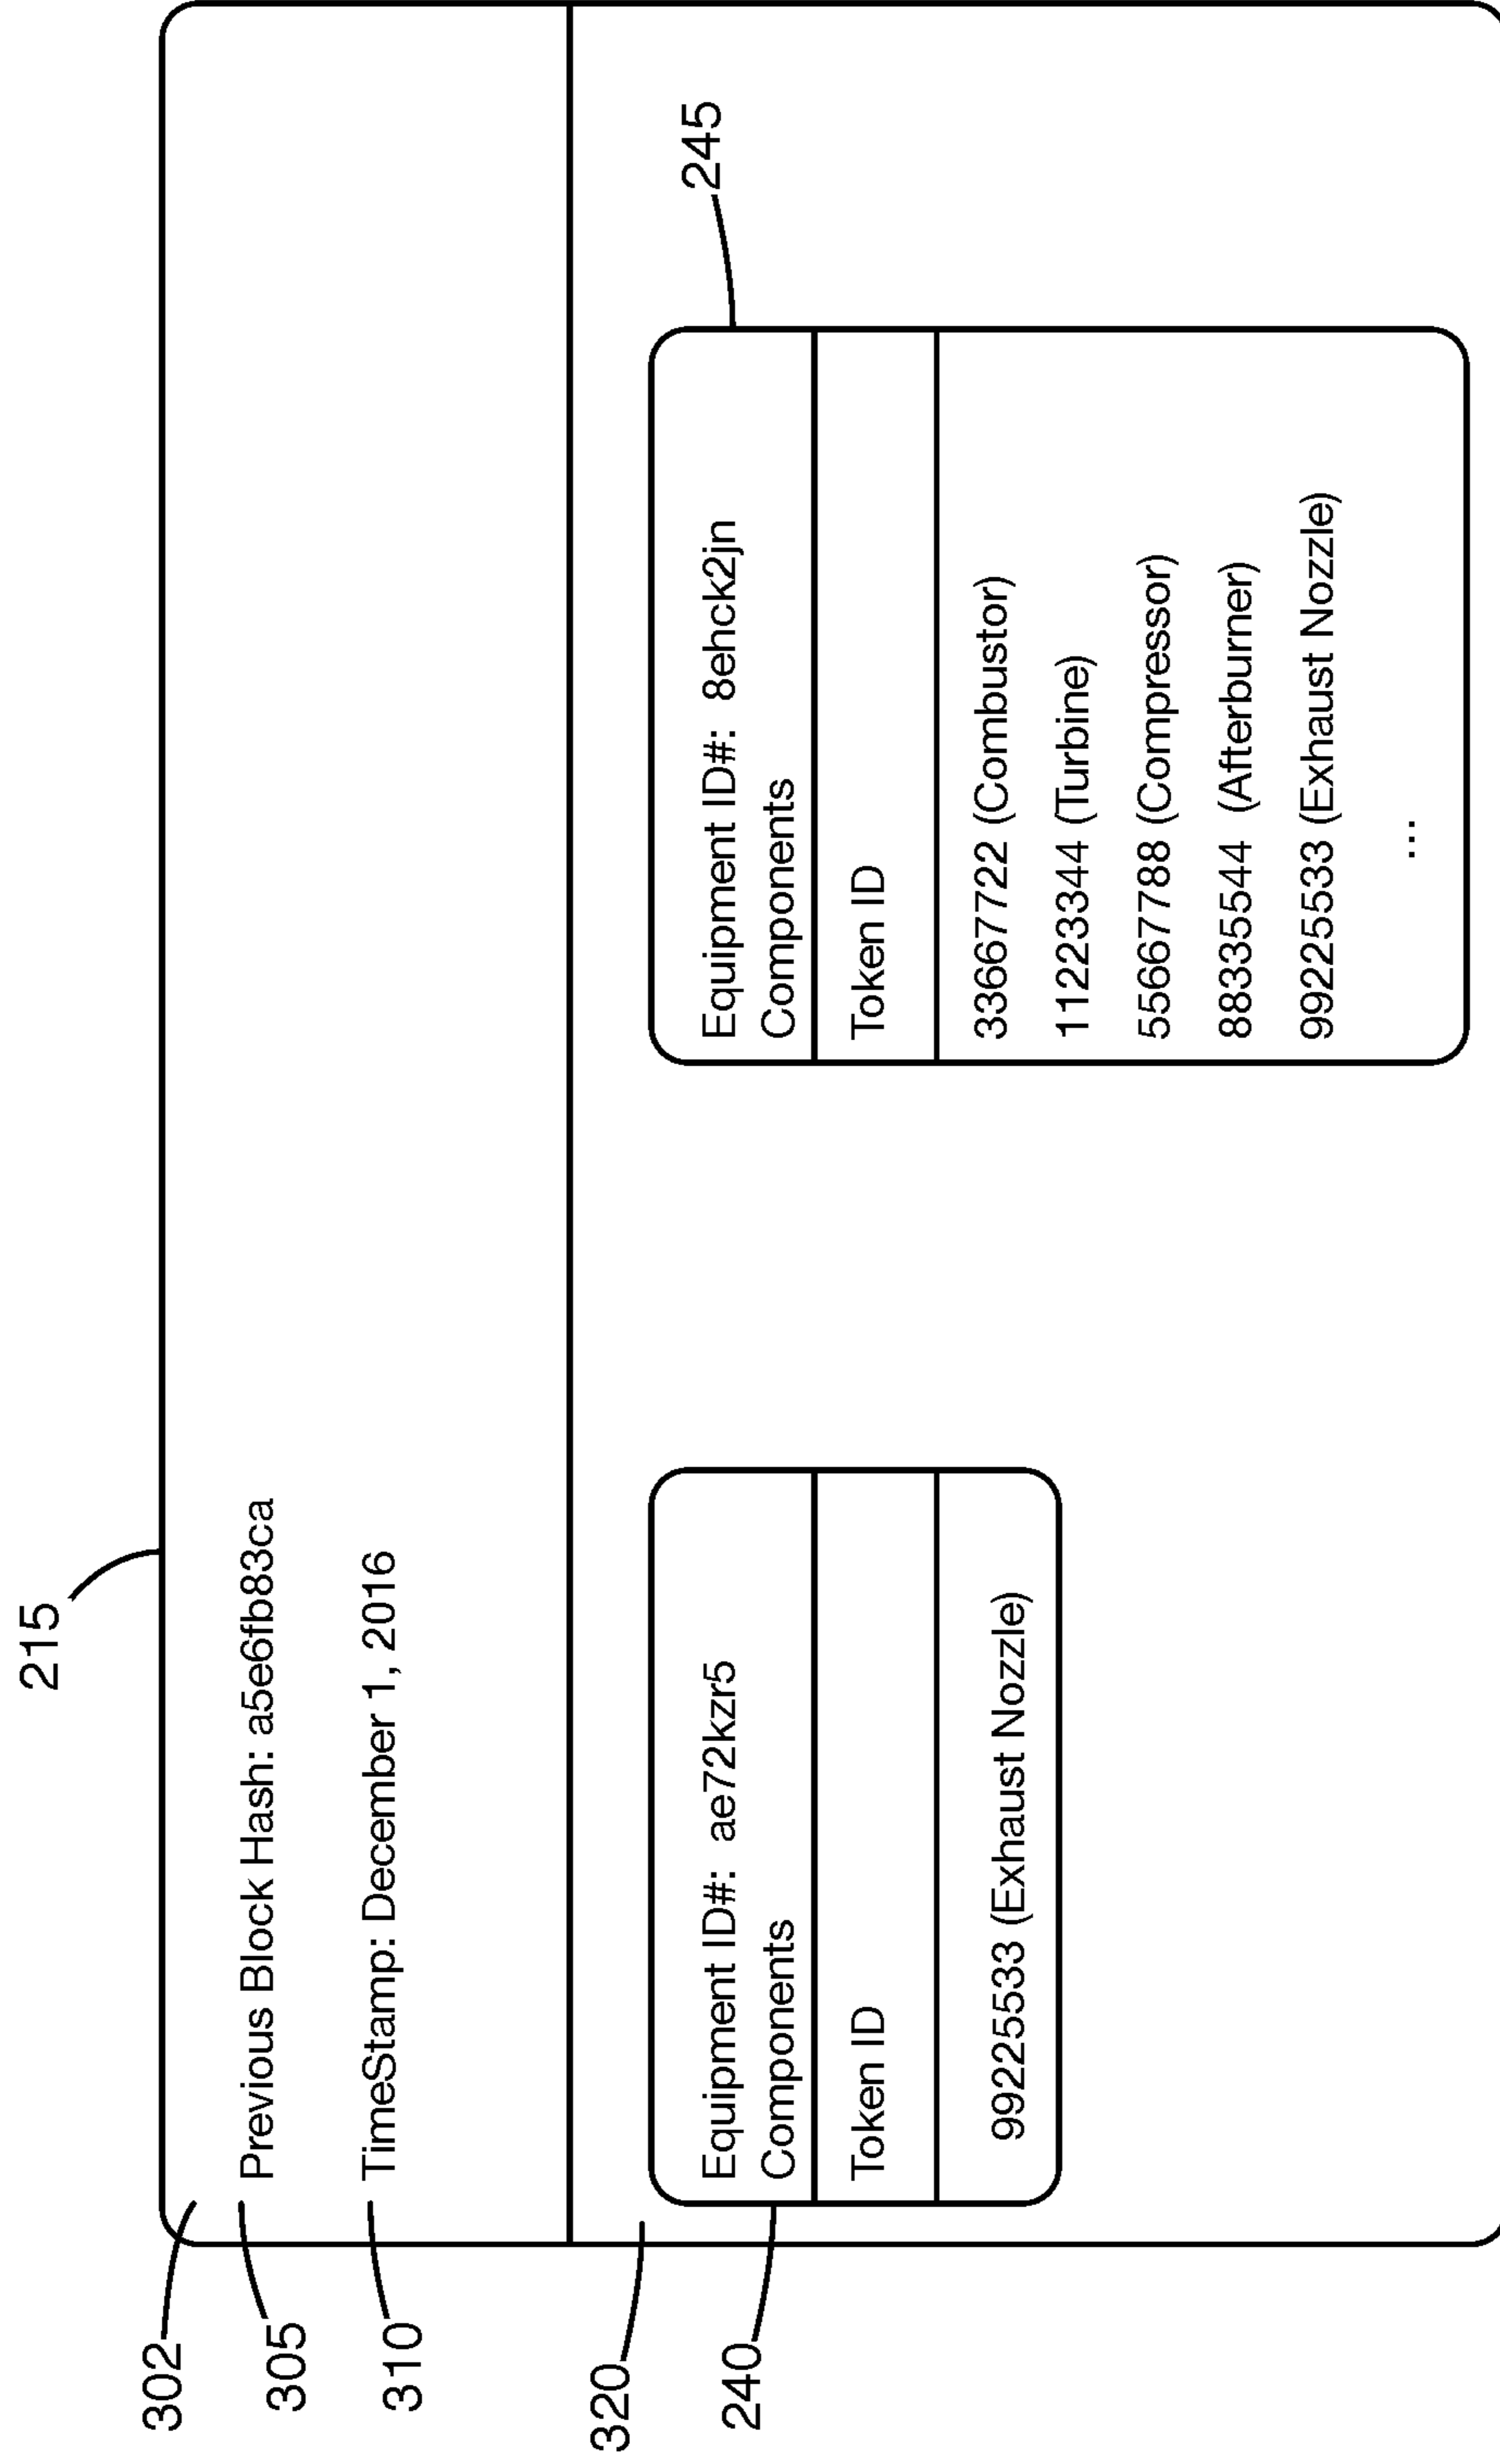 215
302
Previous Block Hash: a5e6fb83ca
305
TimeStamp: December 1, 2016
310
320
240
Equipment ID#: ae72kzr5
Components
Token ID
99225533 (Exhaust Nozzle)
245
Equipment ID#: 8ehck2jn
Components
Token ID
33667722 (Combustor)
11223344 (Turbine)
55667788 (Compressor)
88335544 (Afterburner)
99225533 (Exhaust Nozzle)
...